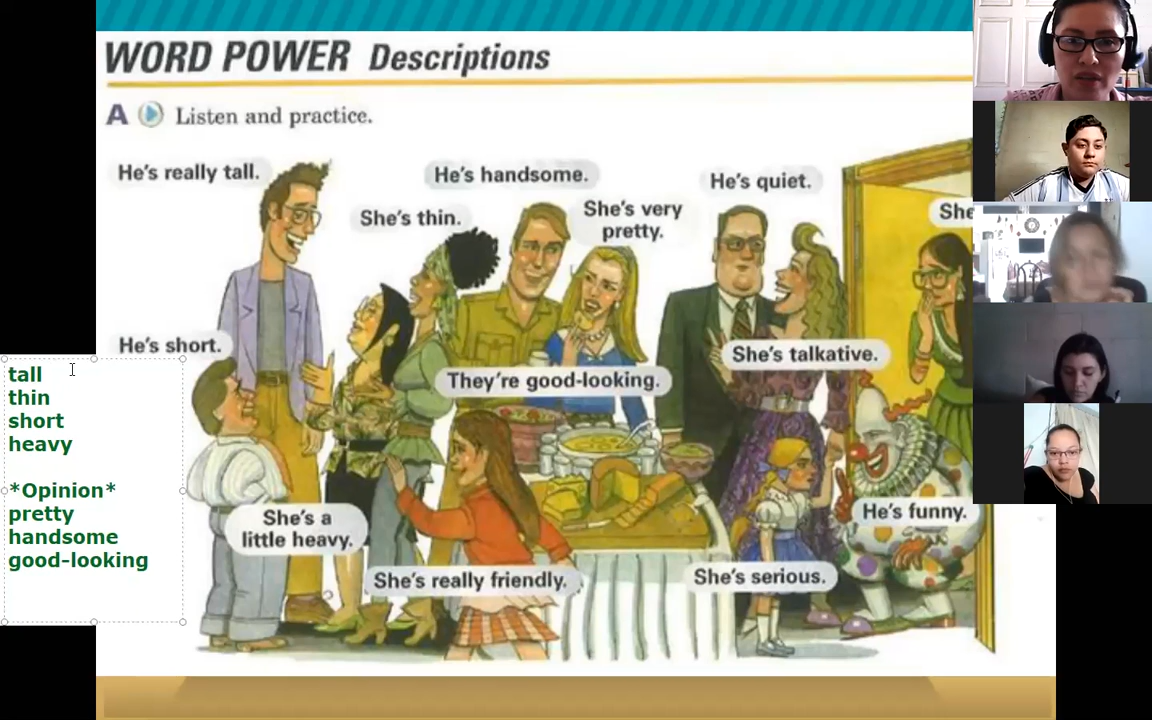 WORD POWER Descriptions
A Listen and practice.
He's really tall.
He's handsome.
He's quiet.
She's thin.
She's very
pretty.
She
He's short.
She's talkative.
They're good-looking.
tall
thin
short
heavy
*Opinion*
pretty
handsome
good-looking
She's a
little heavy.
He's funny.
She's really friendly.
She's serious.